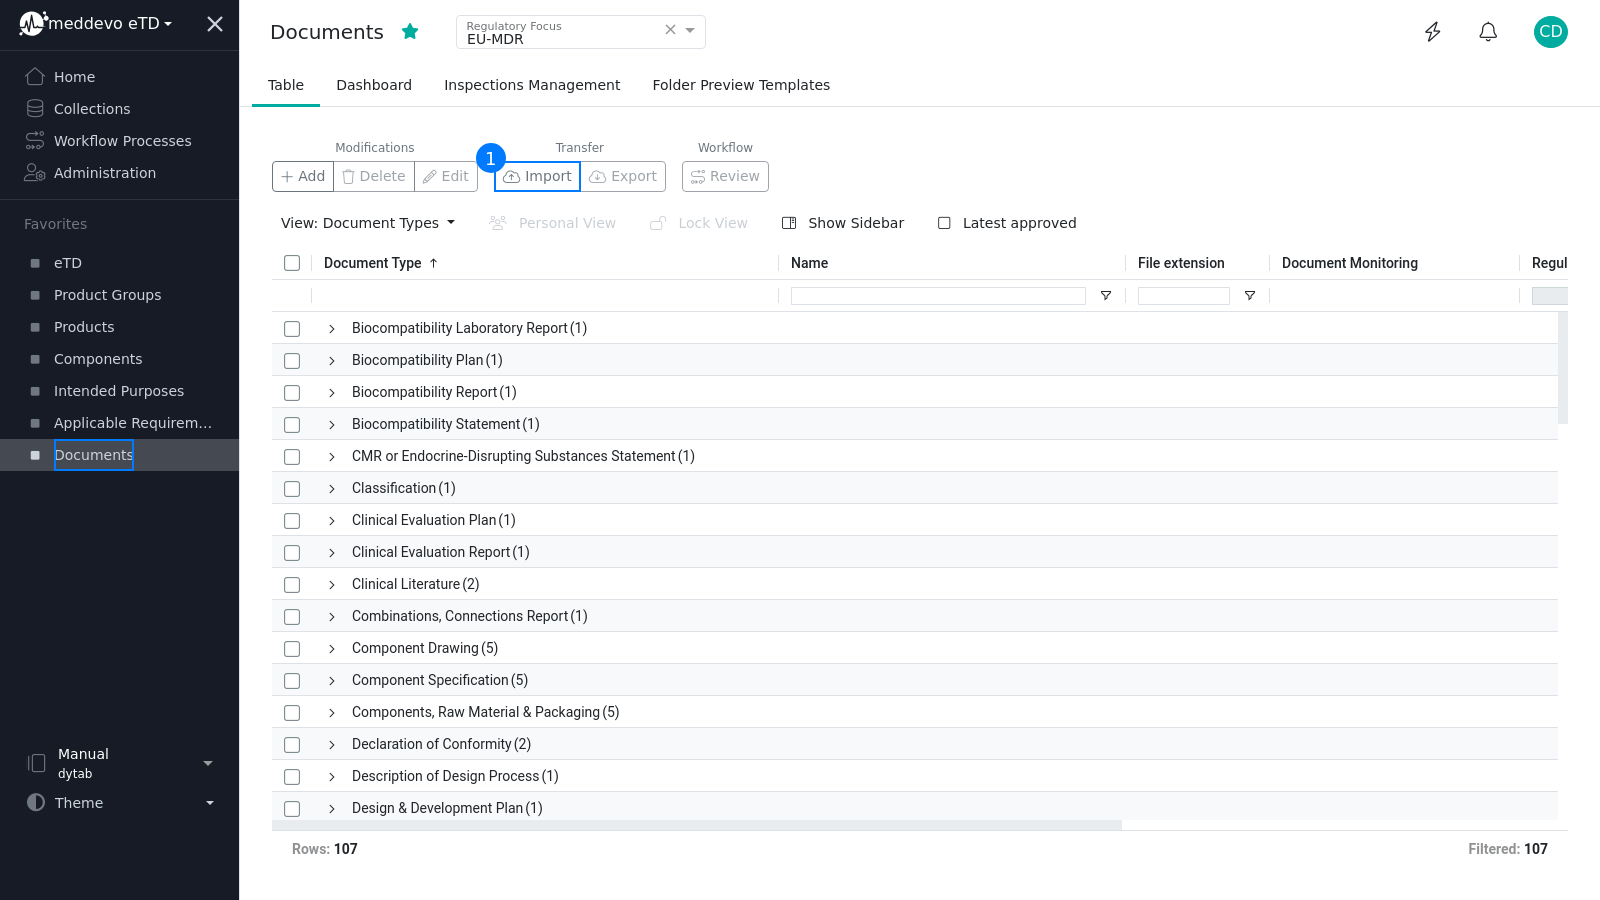 meddevo eTD
Home
Collections
Workflow Processes
Administration
Favorites
eTD
Product Groups
Products
Components
Intended Purposes
Applicable Requirem...
Documents
Manual
dytab
Theme
Documents
Regulatory Focus
EU-MDR
CD
Table Dashboard Inspections Management Folder Preview Templates
Modifications Transfer Workflow
1
Add Delete Edit Import Export Review
View: Document Types Personal View Lock View Show Sidebar Latest approved
Document Type Name File extension Document Monitoring Regul
Biocompatibility Laboratory Report (1)
Biocompatibility Plan (1)
Biocompatibility Report (1)
Biocompatibility Statement (1)
CMR or Endocrine-Disrupting Substances Statement (1)
Classification (1)
Clinical Evaluation Plan (1)
Clinical Evaluation Report (1)
Clinical Literature (2)
Combinations, Connections Report (1)
Component Drawing (5)
Component Specification (5)
Components, Raw Material & Packaging (5)
Declaration of Conformity (2)
Description of Design Process (1)
Design & Development Plan (1)
Rows: 107 Filtered: 107